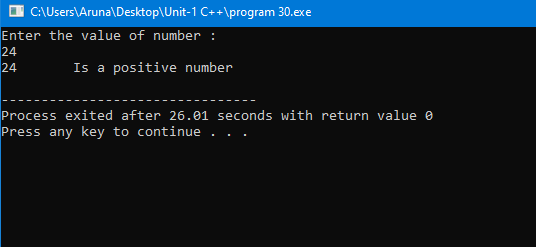 C:\Users\Aruna\Desktop\Unit-1 C++\program 30.exe
Enter the value of number :
24
24       Is a positive number
--------------------------------
Process exited after 26.01 seconds with return value 0
Press any key to continue . . .